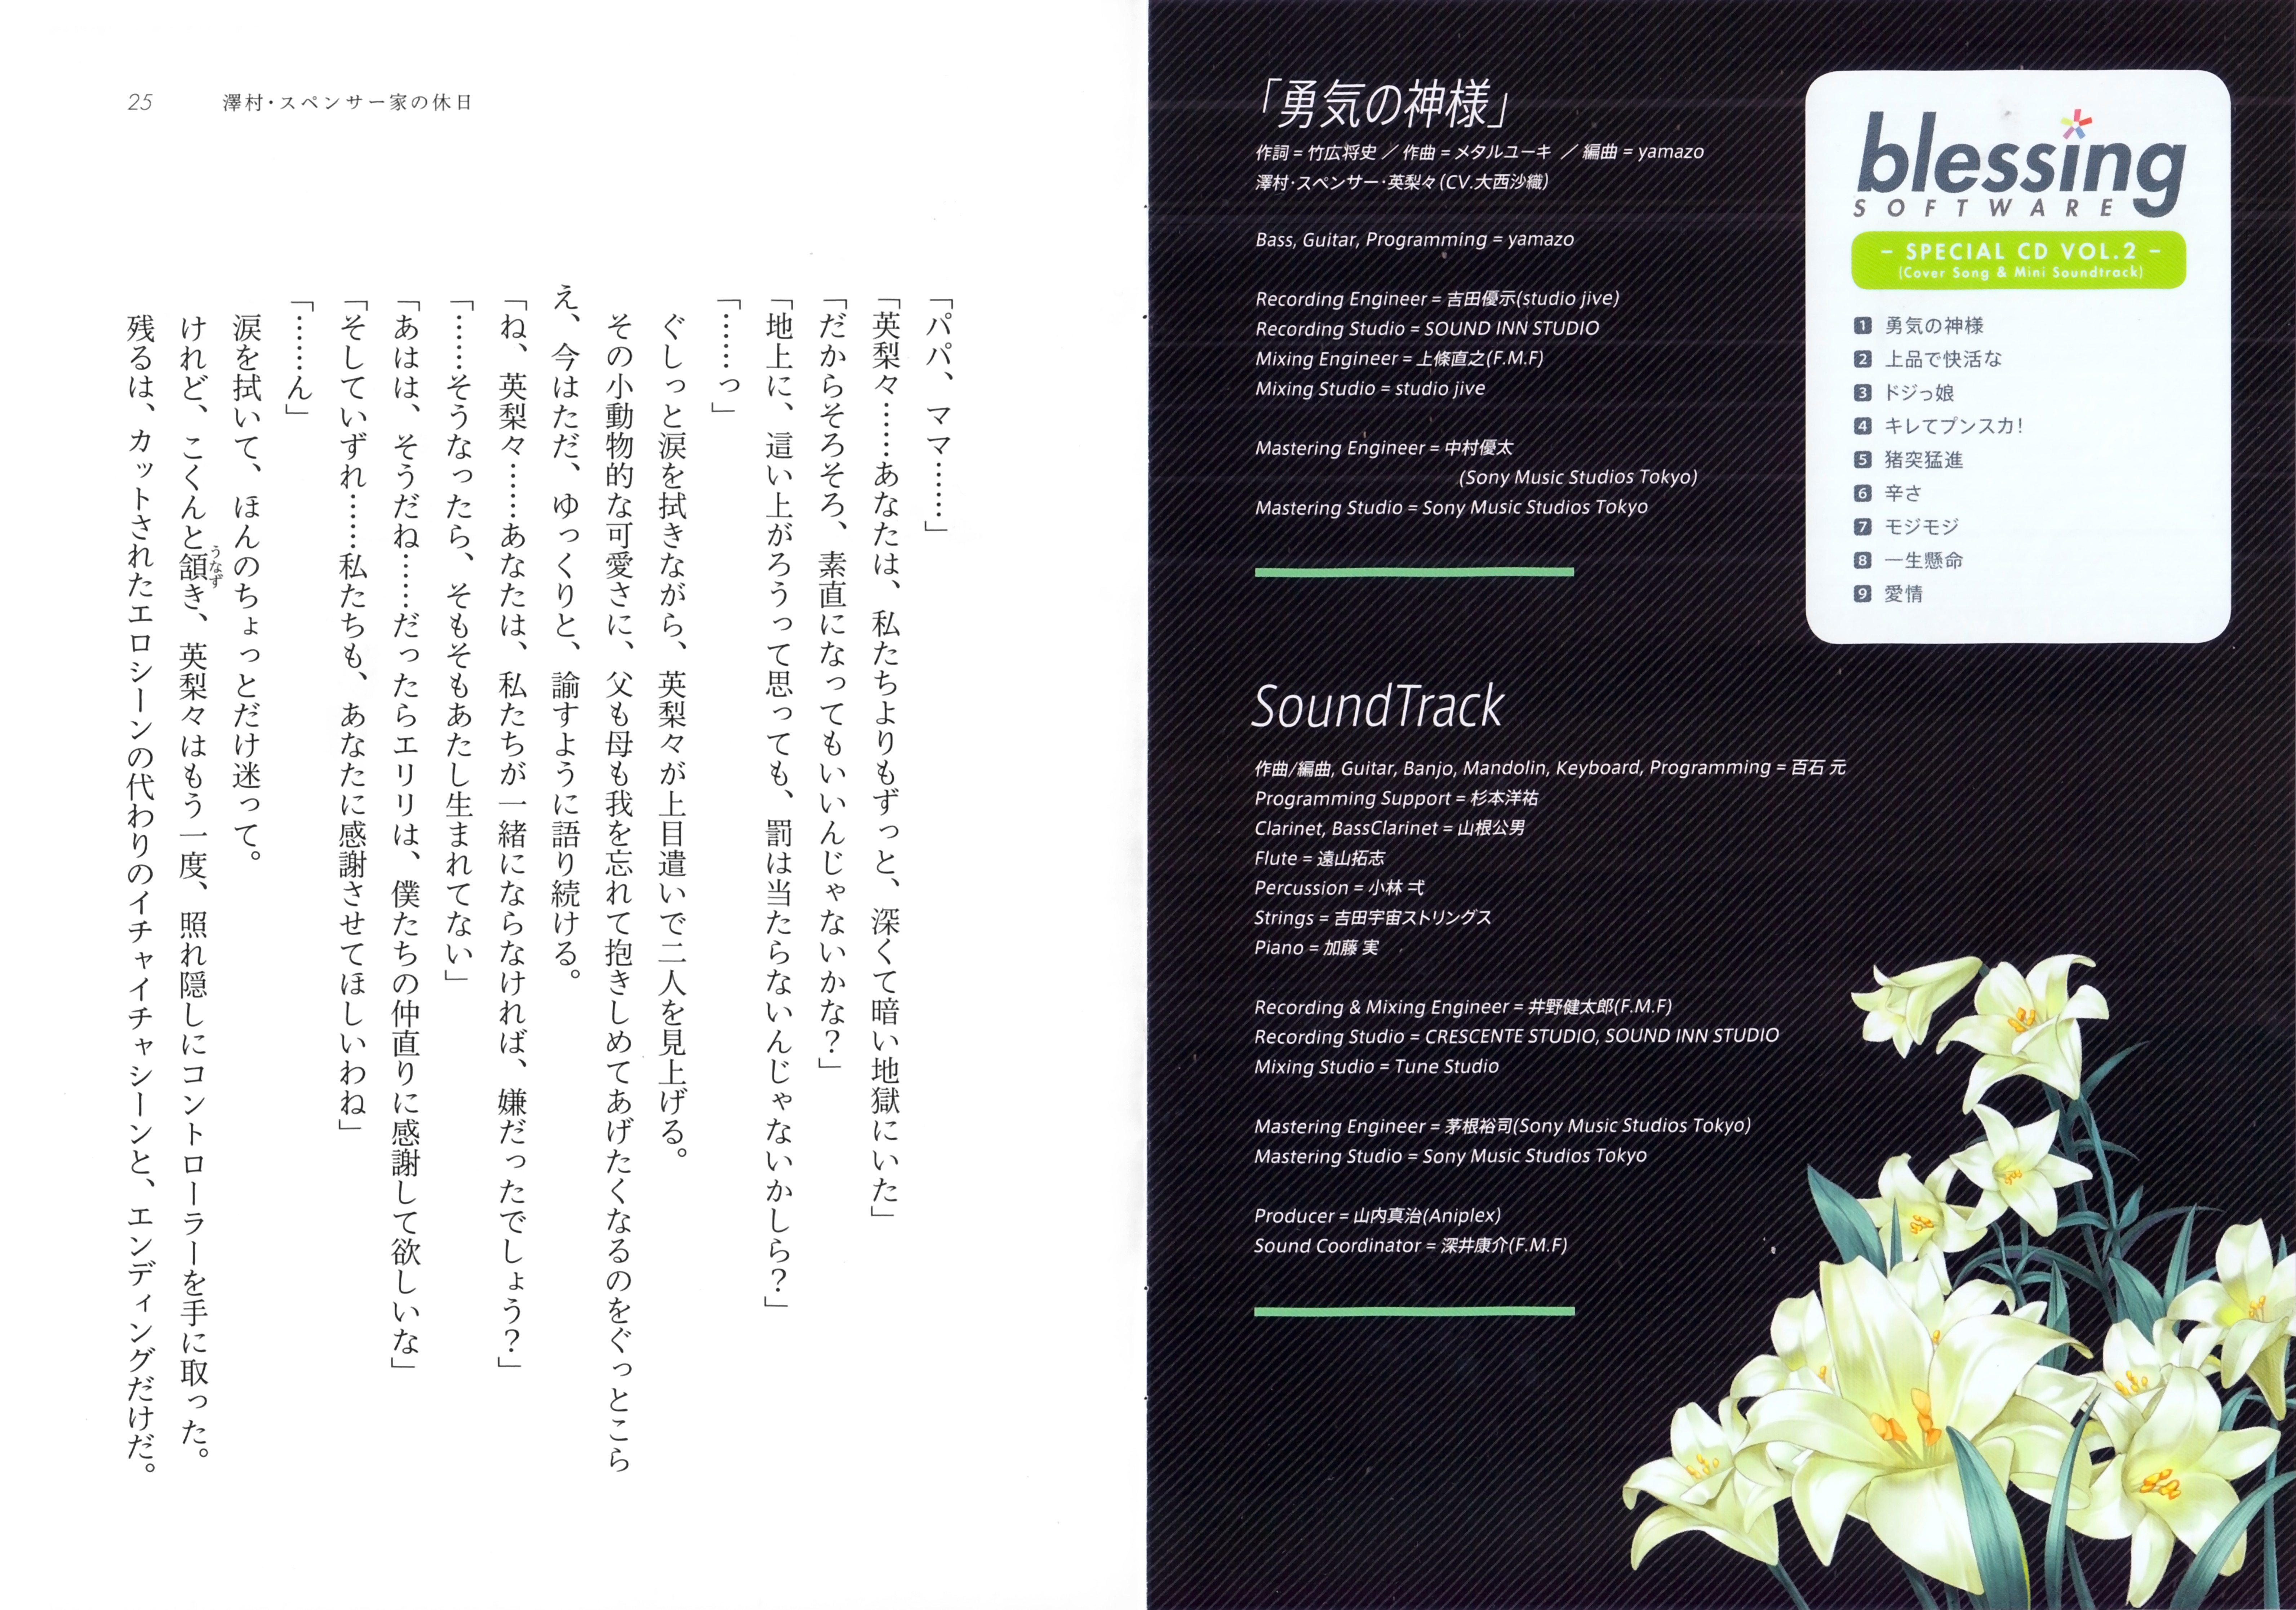 25
澤村・スペンサー家の休日
「パパ、ママ……」
「英梨々……あなたは、私たちよりもずっと、深くて暗い地獄にいた」
「だからそろそろ、素直になってもいいんじゃないかな?」
「地上に、這い上がろうって思っても、罰は当たらないんじゃないかしら?」
「……っ」
ぐしっと涙を拭きながら、英梨々が上目遣いで二人を見上げる。
その小動物的な可愛さに、父も母も我を忘れて抱きしめてあげたくなるのをぐっとこら
え、今はただ、ゆっくりと、諭すように語り続ける。
「ね、英梨々……あなたは、私たちが一緒にならなければ、嫌だったでしょう?」
「……そうなったら、そもそもあたし生まれてない」
「あはは、そうだね……だったらエリリは、僕たちの仲直りに感謝して欲しいな」
「そしていずれ……私たちも、あなたに感謝させてほしいわね」
「……ん」
涙を拭いて、ほんのちょっとだけ迷って。
けれど、こくんと頷き、英梨々はもう一度、照れ隠しにコントローラーを手に取った。
うなず
残るは、カットされたエロシーンの代わりのイチャイチャシーンと、エンディングだけだ。
「勇気の神様」
作詞 = 竹広将史 / 作曲 = メタルユーキ / 編曲 = yamazo
澤村・スペンサー・英梨々(CV.大西沙織)
Bass, Guitar, Programming = yamazo
Recording Engineer = 吉田優示(studio jive)
Recording Studio = SOUND INN STUDIO
Mixing Engineer = 上條直之(F.M.F)
Mixing Studio = studio jive
Mastering Engineer = 中村優太
(Sony Music Studios Tokyo)
Mastering Studio = Sony Music Studios Tokyo
SoundTrack
作曲/編曲, Guitar, Banjo, Mandolin, Keyboard, Programming = 百石 元
Programming Support = 杉本洋祐
Clarinet, BassClarinet = 山根公男
Flute = 遠山拓志
Percussion = 小林 弌
Strings = 吉田宇宙ストリングス
Piano = 加藤 実
Recording & Mixing Engineer = 井野健太郎(F.M.F)
Recording Studio = CRESCENTE STUDIO, SOUND INN STUDIO
Mixing Studio = Tune Studio
Mastering Engineer = 茅根裕司(Sony Music Studios Tokyo)
Mastering Studio = Sony Music Studios Tokyo
Producer = 山内真治(Aniplex)
Sound Coordinator = 深井康介(F.M.F)
blessing
SOFTWARE
– SPECIAL CD VOL.2 –
(Cover Song & Mini Soundtrack)
1 勇気の神様
2 上品で快活な
3 ドジっ娘
4 キレてプンスカ!
5 猪突猛進
6 辛さ
7 モジモジ
8 一生懸命
9 愛情